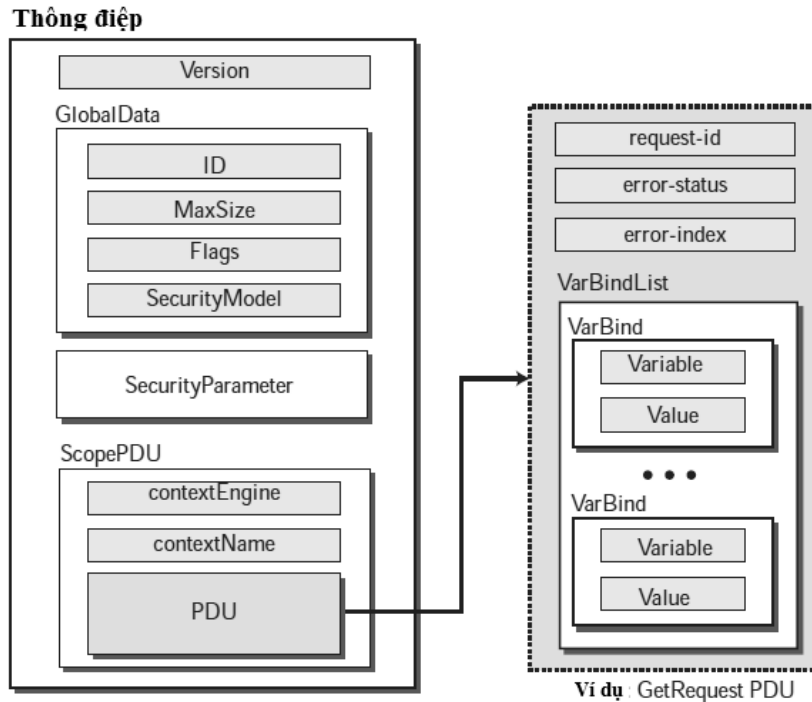 Thông điệp
Version
GlobalData
ID
MaxSize
Flags
SecurityModel
SecurityParameter
ScopePDU
contextEngine
contextName
PDU
request-id
error-status
error-index
VarBindList
VarBind
Variable
Value
• • •
VarBind
Variable
Value
Ví dụ : GetRequest PDU